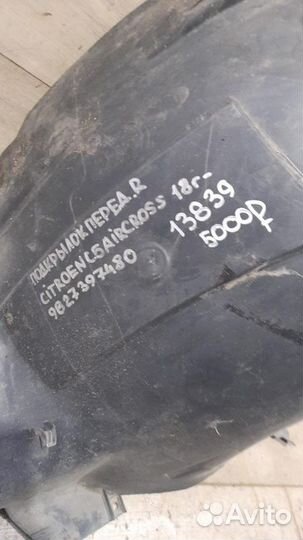 ПОДКРЫЛОК ПЕРЕД.R
CITROEN C5 AIRCROSS 18г-
9827397480
13839
5000р
Avito